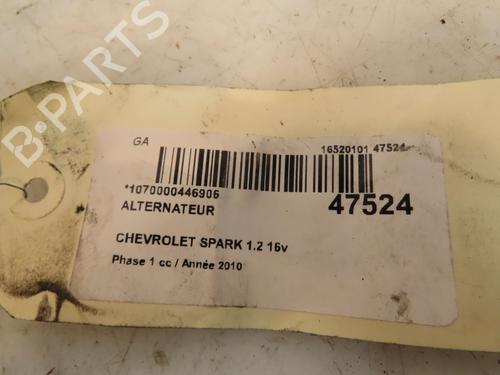 B-PARTS
GA
16520101 47524
*1070000446906
ALTERNATEUR
47524
CHEVROLET SPARK 1.2 16v
Phase 1 cc / Année 2010